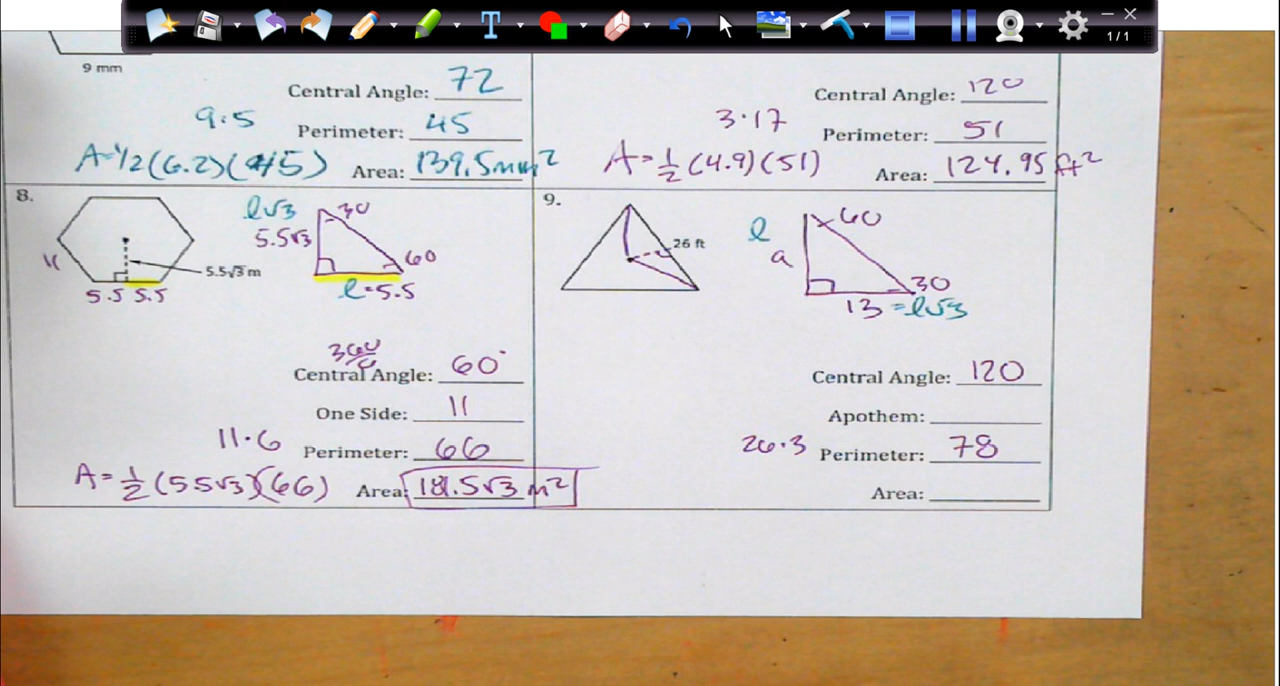 T
1/1
9 mm
Central Angle: 72
9·5 Perimeter: 45
A=1/2(6.2)(45) Area: 139.5mm²
Central Angle: 120
3·17 Perimeter: 51
A=½(4.9)(51) Area: 124.95 ft²
8.
l√3 30
5.5√3 60
11 5.5√3 m
5.5 5.5 l=5.5
360/6
Central Angle: 60°
One Side: 11
11·6 Perimeter: 66
A=½(5.5√3)(66) Area: 181.5√3 m²
9.
26 ft
l 60
a
30
13 =l√3
Central Angle: 120
Apothem:
26·3 Perimeter: 78
Area: